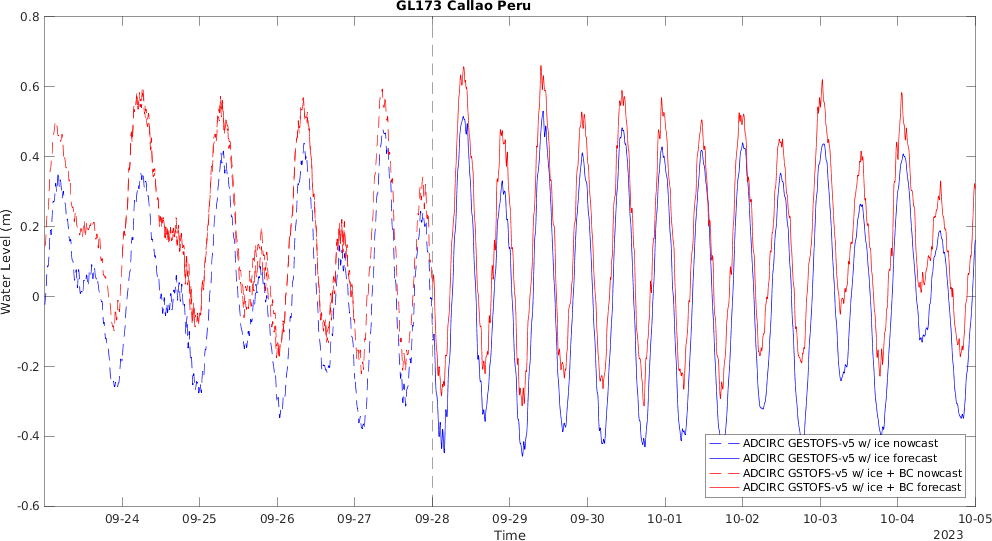 GL173 Callao Peru
0.8
0.6
0.4
0.2
0
-0.2
-0.4
-0.6
Water Level (m)
ADCIRC GESTOFS-v5 w/ ice nowcast
ADCIRC GESTOFS-v5 w/ ice forecast
ADCIRC GSTOFS-v5 w/ ice + BC nowcast
ADCIRC GSTOFS-v5 w/ ice + BC forecast
09-24 09-25 09-26 09-27 09-28 09-29 09-30 10-01 10-02 10-03 10-04 10-05
Time
2023